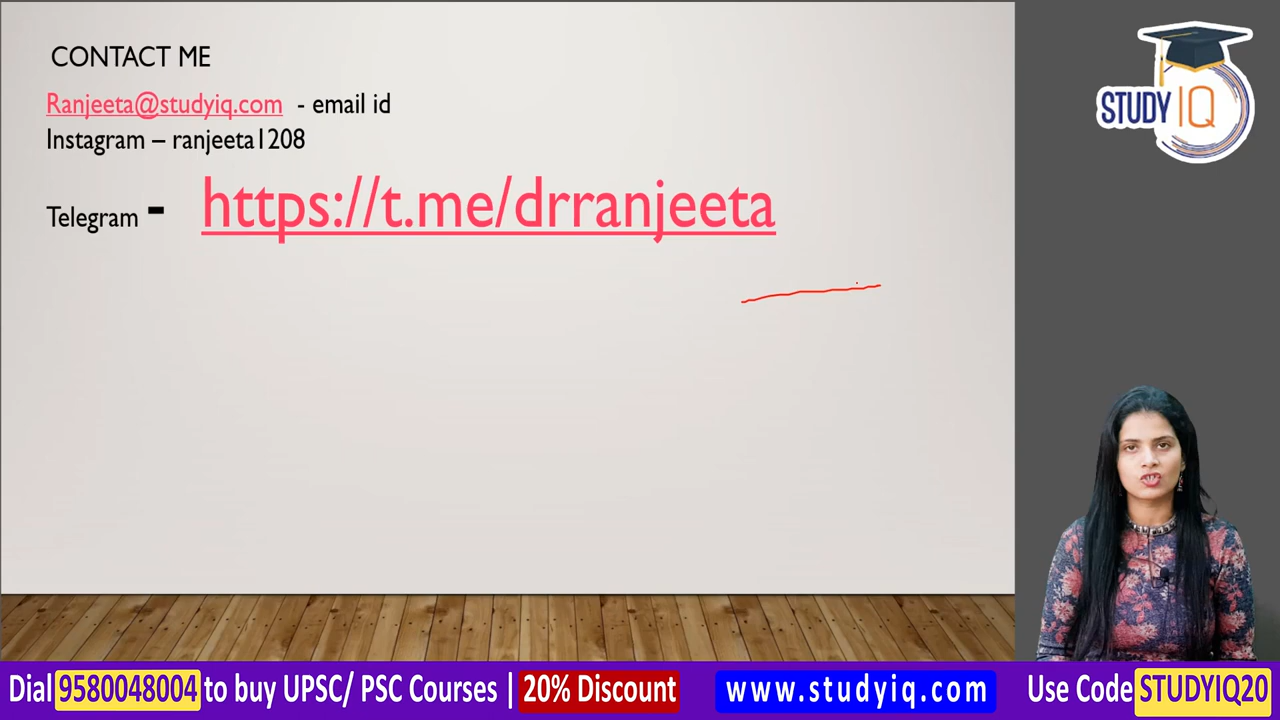 CONTACT ME
Ranjeeta@studyiq.com - email id
Instagram – ranjeeta1208
Telegram - https://t.me/drranjeeta
STUDY IQ
Dial 9580048004 to buy UPSC/ PSC Courses | 20% Discount www.studyiq.com Use Code STUDYIQ20